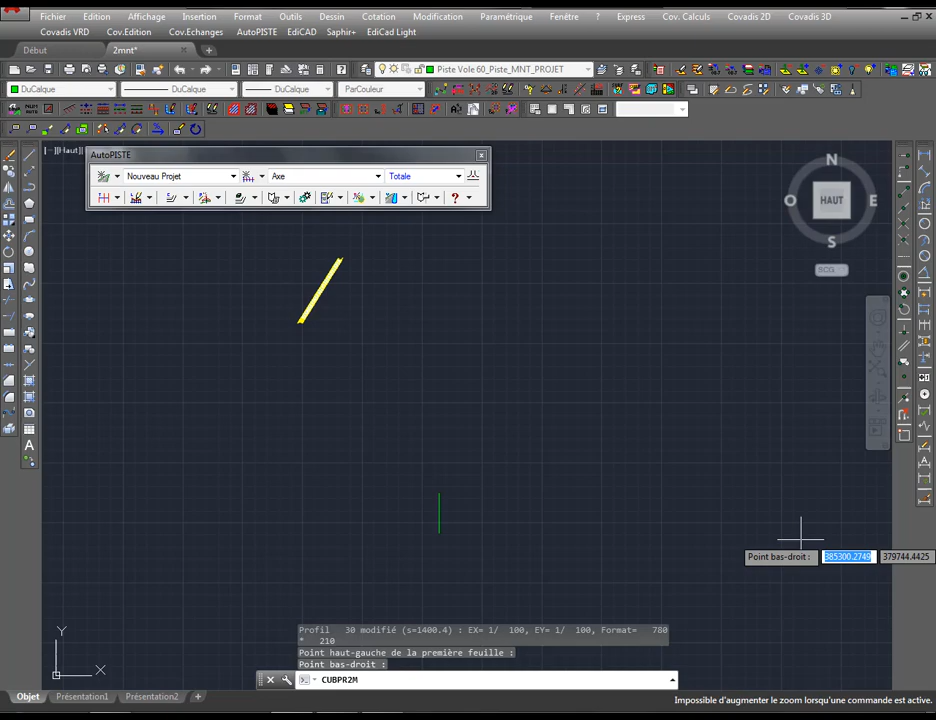 Fichier Edition Affichage Insertion Format Outils Dessin Cotation Modification Paramétrique Fenêtre ? Express Cov. Calculs Covadis 2D Covadis 3D
Covadis VRD Cov.Edition Cov.Echanges AutoPISTE EdiCAD Saphir+ EdiCad Light
Début 2mnt*
Piste Vole 60_Piste_MNT_PROJET
DuCalque DuCalque DuCalque ParCouleur
[−][Haut]
AutoPISTE
Nouveau Projet Axe Totale
N
O HAUT E
S
SCG
Point bas-droit : 385300.2749 379744.4425
Y
X
Profil 30 modifié (s=1400.4) : EX= 1/ 100, EY= 1/ 100, Format= 780
* 210
Point haut-gauche de la première feuille :
Point bas-droit :
CUBPR2M
Objet Présentation1 Présentation2 +
Impossible d'augmenter le zoom lorsqu'une commande est active.